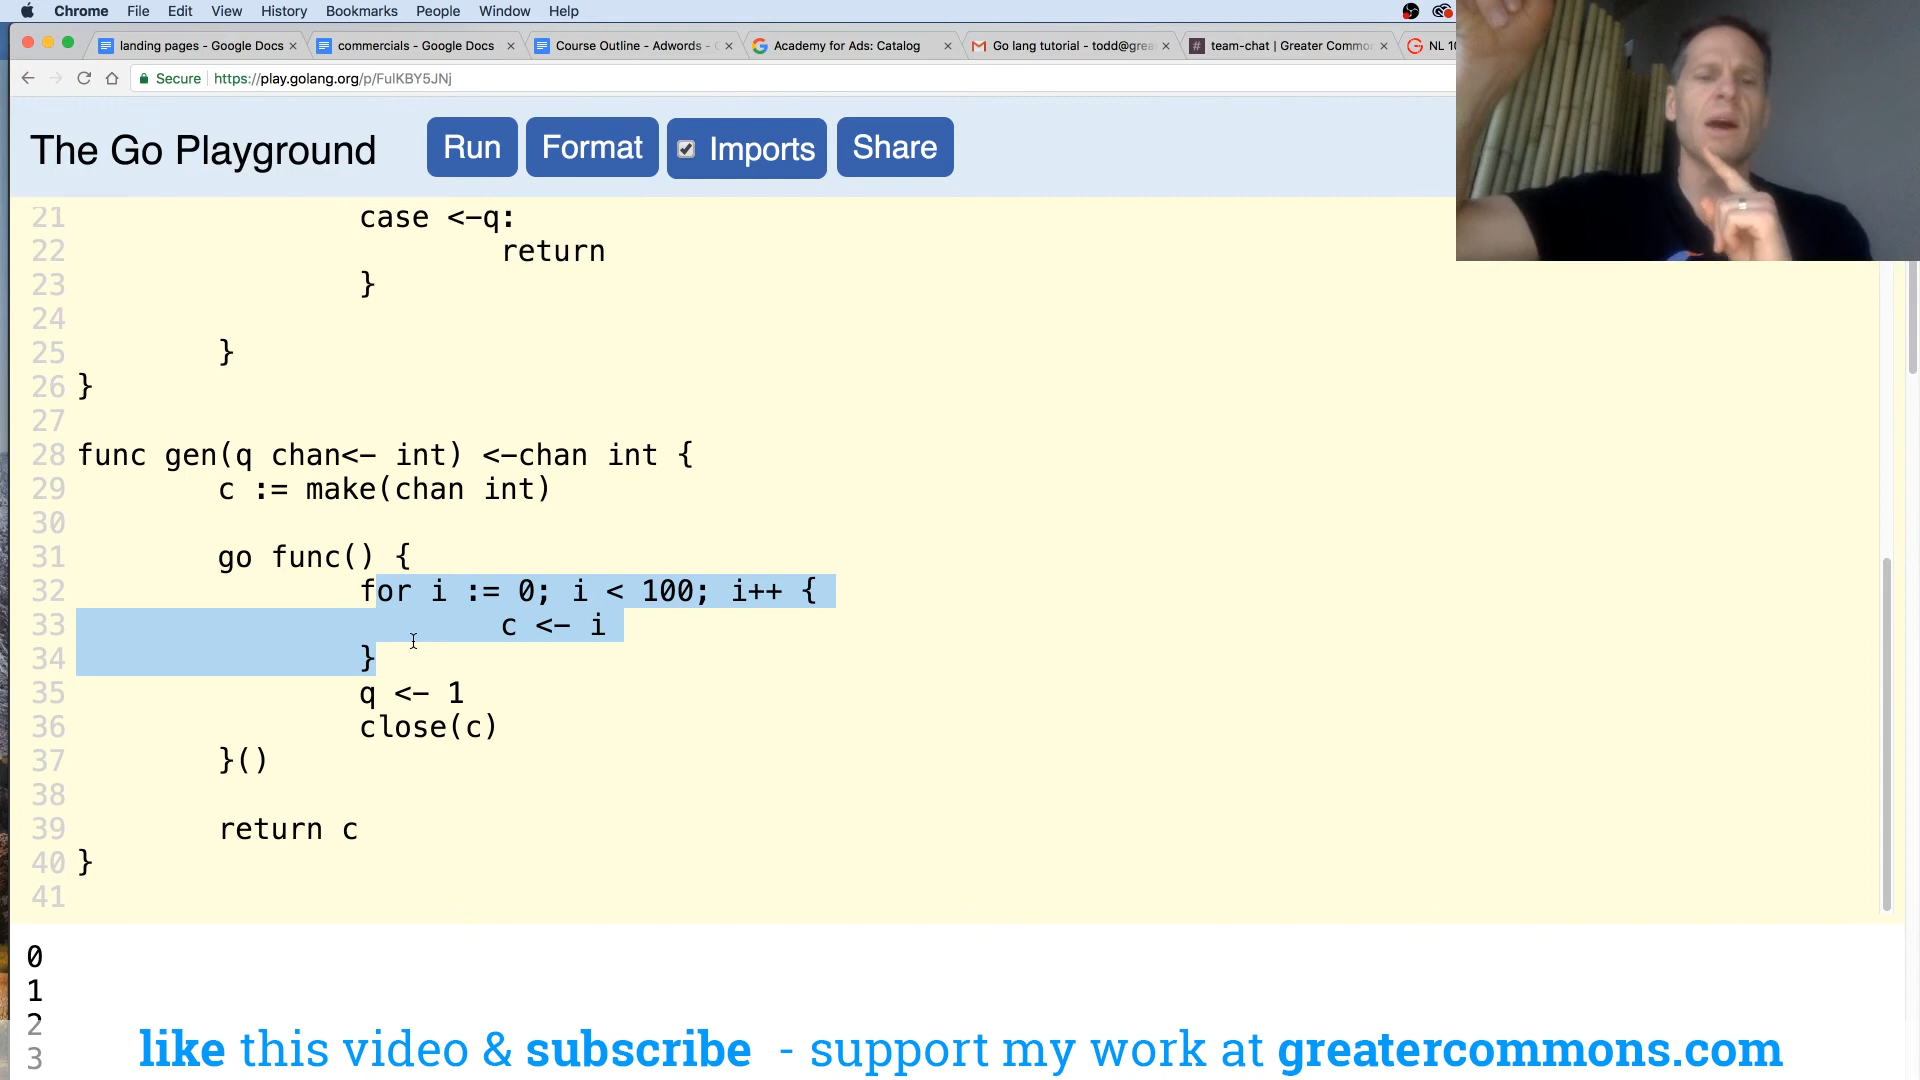 Chrome File Edit View History Bookmarks People Window Help
landing pages - Google Docs
commercials - Google Docs
Course Outline - Adwords -
Academy for Ads: Catalog
Go lang tutorial - todd@grea
team-chat | Greater Commo
NL 10
Secure https://play.golang.org/p/FulKBY5JNj
The Go Playground Run Format Imports Share
21 case <-q:
22 return
23 }
24
25 }
26 }
27
28 func gen(q chan<- int) <-chan int {
29 c := make(chan int)
30
31 go func() {
32 for i := 0; i < 100; i++ {
33 c <- i
34 }
35 q <- 1
36 close(c)
37 }()
38
39 return c
40 }
41
0
1
2
3
like this video & subscribe - support my work at greatercommons.com